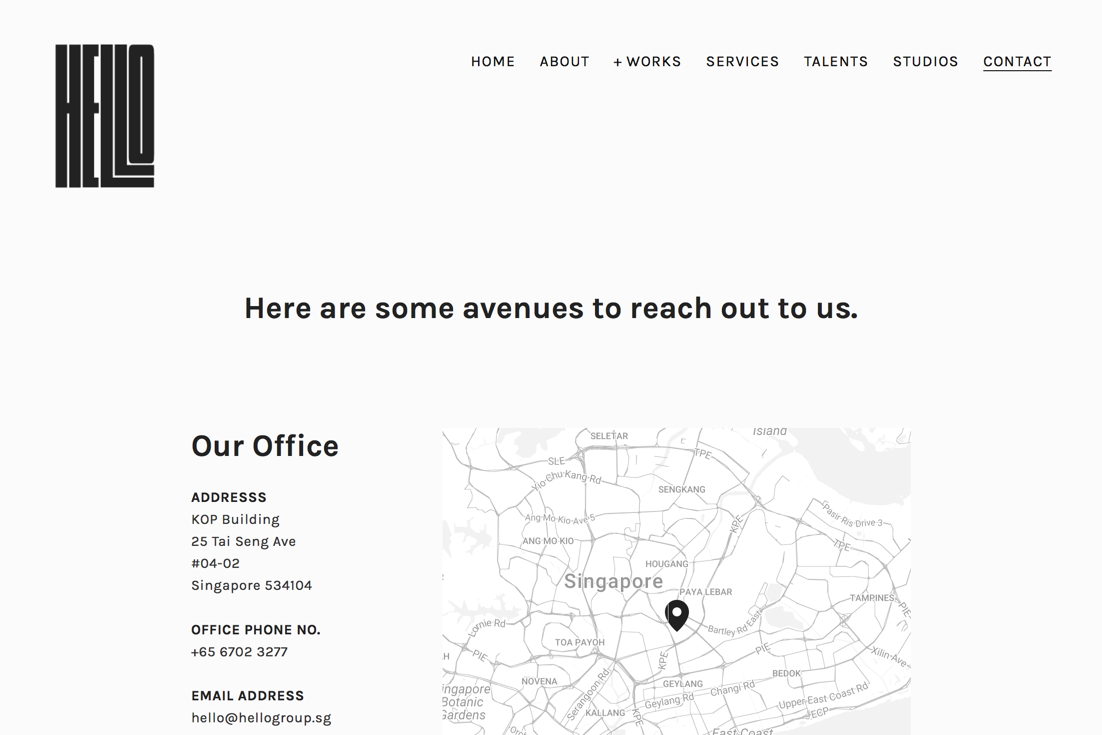 HELLO
HOME ABOUT + WORKS SERVICES TALENTS STUDIOS CONTACT
Here are some avenues to reach out to us.
Our Office
ADDRESSS
KOP Building
25 Tai Seng Ave
#04-02
Singapore 534104
OFFICE PHONE NO.
+65 6702 3277
EMAIL ADDRESS
hello@hellogroup.sg
Island
SELETAR
TPE
SLE
Yio Chu Kang Rd
SENGKANG
Pasir Ris Drive 3
Ang Mo Kio Ave 5
KPE
ANG MO KIO
TPE
HOUGANG
Singapore
PAYA LEBAR
TAMPINES
PIE
Lornie Rd
Bartley Rd East
TOA PAYOH
PIE
PIE
Xilin Ave
KPE
BEDOK
NOVENA
GEYLANG
Changi Rd
ingapore
Botanic
Gardens
Serangoon Rd
Geylang Rd
Upper East Coast Rd
KALLANG
KPE
ECP
East Coast